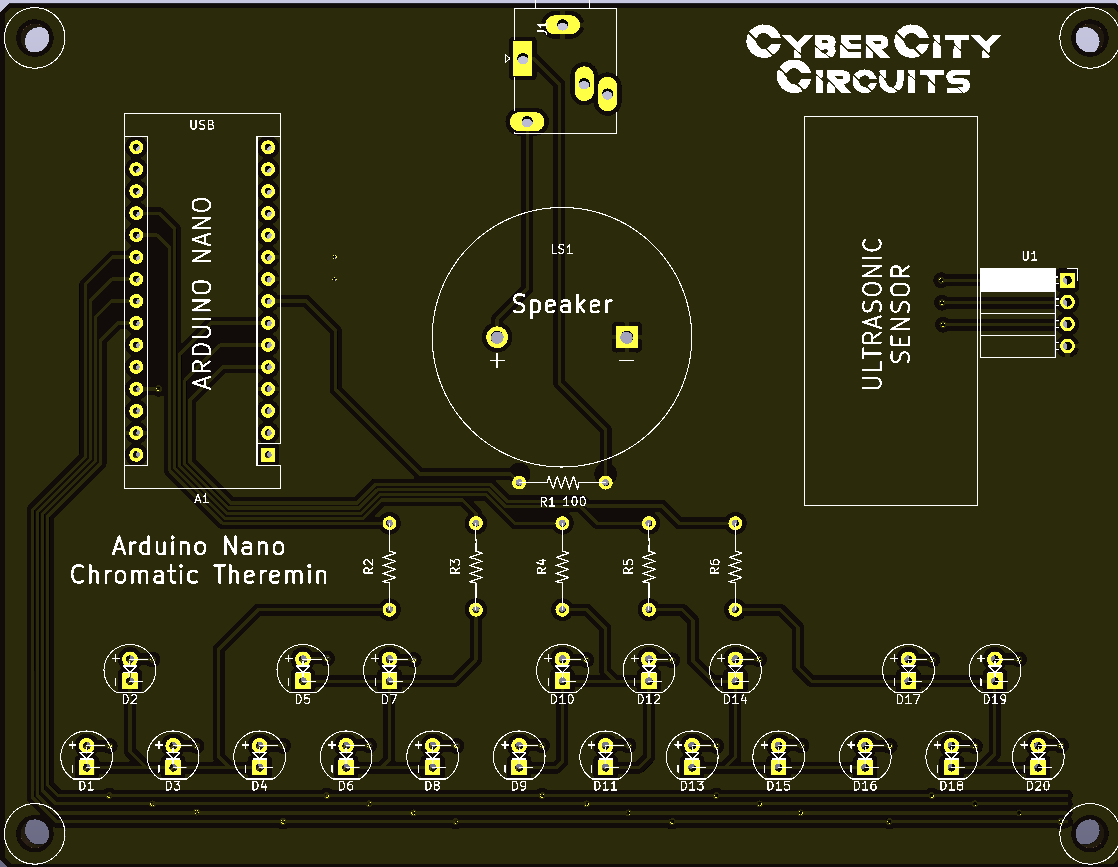 J1
CYBERCITY
CIRCUITS
USB
ARDUINO NANO
LS1
Speaker
+
−
ULTRASONIC
SENSOR
U1
A1
R1 100
Arduino Nano
Chromatic Theremin
R2
R3
R4
R5
R6
D2
D5
D7
D10
D12
D14
D17
D19
D1
D3
D4
D6
D8
D9
D11
D13
D15
D16
D18
D20